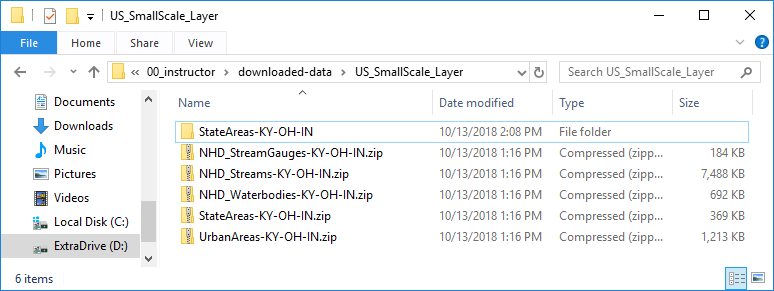 US_SmallScale_Layer
File Home Share View
« 00_instructor › downloaded-data › US_SmallScale_Layer Search US_SmallScale_Layer
Documents
Downloads
Music
Pictures
Videos
Local Disk (C:)
ExtraDrive (D:)
Name Date modified Type Size
StateAreas-KY-OH-IN 10/13/2018 2:08 PM File folder
NHD_StreamGauges-KY-OH-IN.zip 10/13/2018 1:16 PM Compressed (zipp... 184 KB
NHD_Streams-KY-OH-IN.zip 10/13/2018 1:16 PM Compressed (zipp... 7,488 KB
NHD_Waterbodies-KY-OH-IN.zip 10/13/2018 1:16 PM Compressed (zipp... 692 KB
StateAreas-KY-OH-IN.zip 10/13/2018 1:16 PM Compressed (zipp... 369 KB
UrbanAreas-KY-OH-IN.zip 10/13/2018 1:16 PM Compressed (zipp... 1,213 KB
6 items